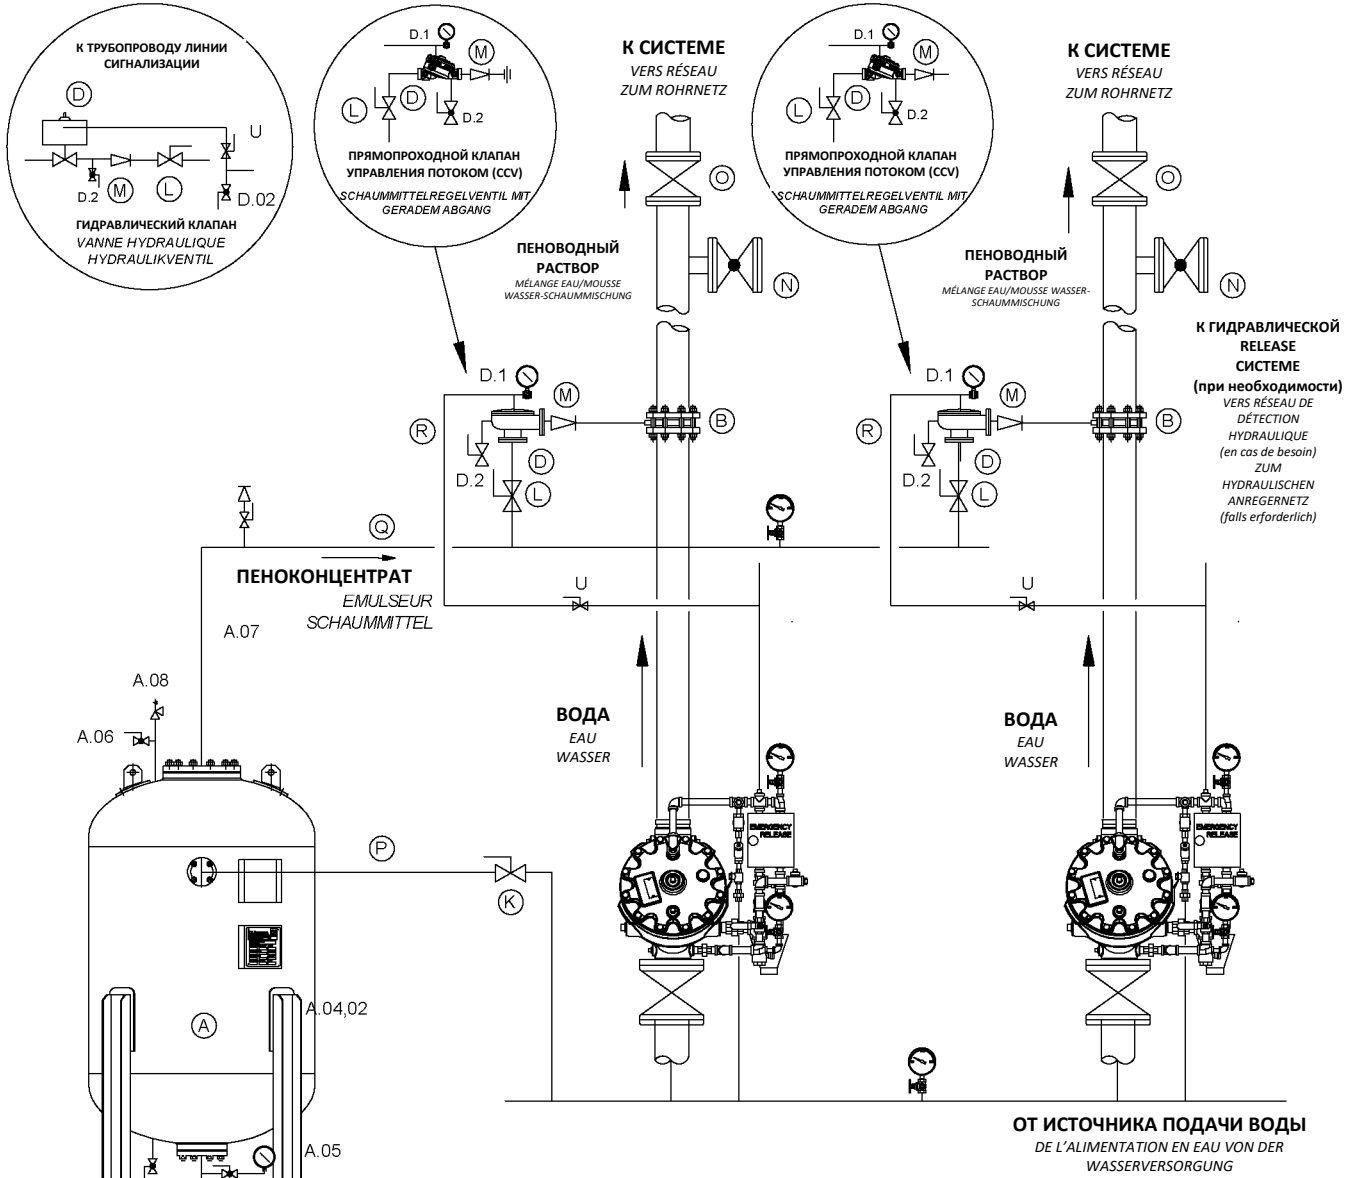 К ТРУБОПРОВОДУ ЛИНИИ
СИГНАЛИЗАЦИИ
D
U
D.2
M
L
D.02
ГИДРАВЛИЧЕСКИЙ КЛАПАН
VANNE HYDRAULIQUE
HYDRAULIKVENTIL
D.1
M
L
D
D.2
ПРЯМОПРОХОДНОЙ КЛАПАН
УПРАВЛЕНИЯ ПОТОКОМ (CCV)
SCHAUMMITTELREGELVENTIL MIT
GERADEM ABGANG
К СИСТЕМЕ
VERS RÉSEAU
ZUM ROHRNETZ
O
ПЕНОВОДНЫЙ
РАСТВОР
MÉLANGE EAU/MOUSSE
WASSER-SCHAUMMISCHUNG
N
D.1
M
L
D
D.2
ПРЯМОПРОХОДНОЙ КЛАПАН
УПРАВЛЕНИЯ ПОТОКОМ (CCV)
SCHAUMMITTELREGELVENTIL MIT
GERADEM ABGANG
К СИСТЕМЕ
VERS RÉSEAU
ZUM ROHRNETZ
O
ПЕНОВОДНЫЙ
РАСТВОР
MÉLANGE EAU/MOUSSE WASSER-
SCHAUMMISCHUNG
N
К ГИДРАВЛИЧЕСКОЙ
RELEASE
СИСТЕМЕ
(при необходимости)
VERS RÉSEAU DE
DÉTECTION
HYDRAULIQUE
(en cas de besoin)
ZUM
HYDRAULISCHEN
ANREGERNETZ
(falls erforderlich)
D.1
M
R
B
D
D.2
L
D.1
M
R
B
D
D.2
L
Q
ПЕНОКОНЦЕНТРАТ
EMULSEUR
SCHAUMMITTEL
U
U
A.07
A.08
A.06
ВОДА
EAU
WASSER
ВОДА
EAU
WASSER
EMERGENCY
RELEASE
EMERGENCY
RELEASE
P
K
A
A.04,02
A.05
ОТ ИСТОЧНИКА ПОДАЧИ ВОДЫ
DE L'ALIMENTATION EN EAU VON DER
WASSERVERSORGUNG